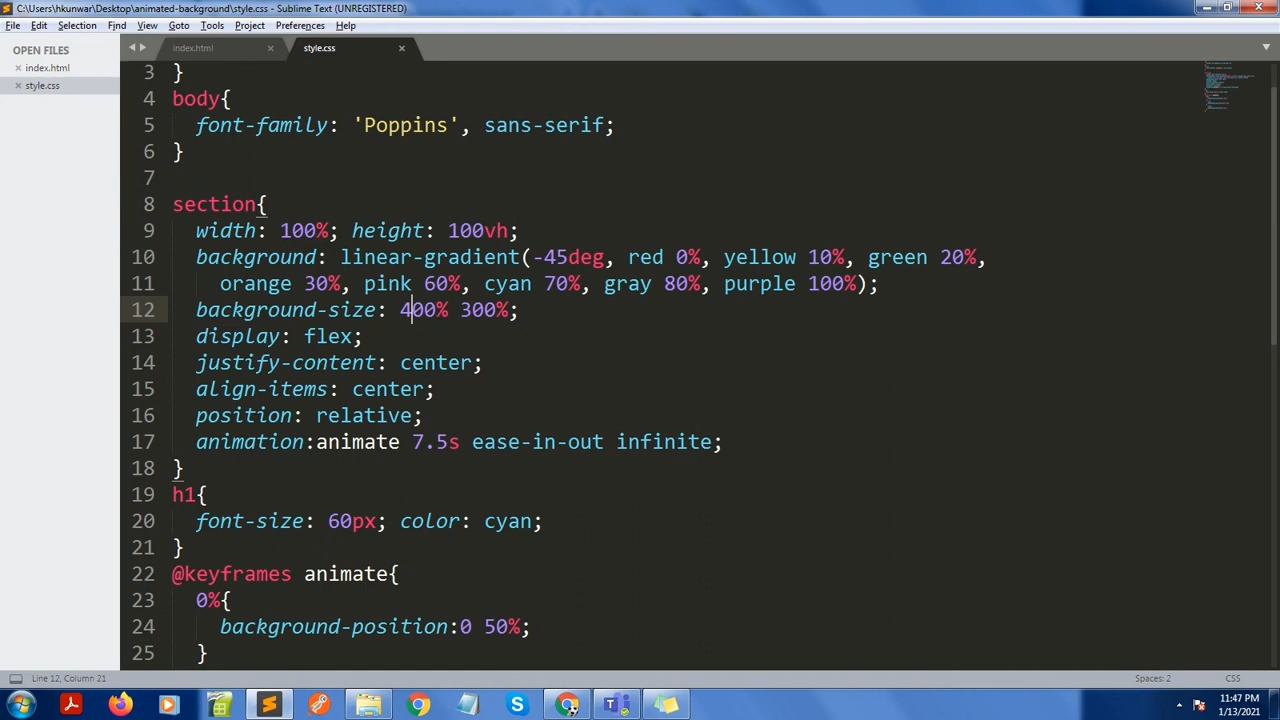 C:\Users\hkunwar\Desktop\animated-background\style.css - Sublime Text (UNREGISTERED)
File Edit Selection Find View Goto Tools Project Preferences Help
OPEN FILES
index.html
style.css
index.html
style.css
3 }
4 body{
5 font-family: 'Poppins', sans-serif;
6 }
7
8 section{
9 width: 100%; height: 100vh;
10 background: linear-gradient(-45deg, red 0%, yellow 10%, green 20%,
11 orange 30%, pink 60%, cyan 70%, gray 80%, purple 100%);
12 background-size: 400% 300%;
13 display: flex;
14 justify-content: center;
15 align-items: center;
16 position: relative;
17 animation:animate 7.5s ease-in-out infinite;
18 }
19 h1{
20 font-size: 60px; color: cyan;
21 }
22 @keyframes animate{
23 0%{
24 background-position:0 50%;
25 }
Line 12, Column 21
Spaces: 2
CSS
11:47 PM
1/13/2021